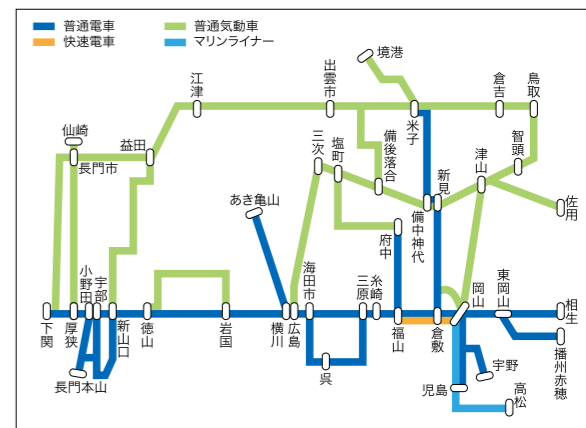 普通電車
普通気動車
快速電車
マリンライナー
境港
江津
出雲市
米子
倉吉
鳥取
仙崎
長門市
益田
三次
塩町
備後落合
新見
津山
智頭
佐用
あき亀山
府中
備中神代
小野田
宇部
海田市
三原
糸崎
岡山
東岡山
相生
下関
厚狭
新山口
徳山
岩国
横川
広島
福山
倉敷
播州赤穂
長門本山
呉
児島
宇野
高松